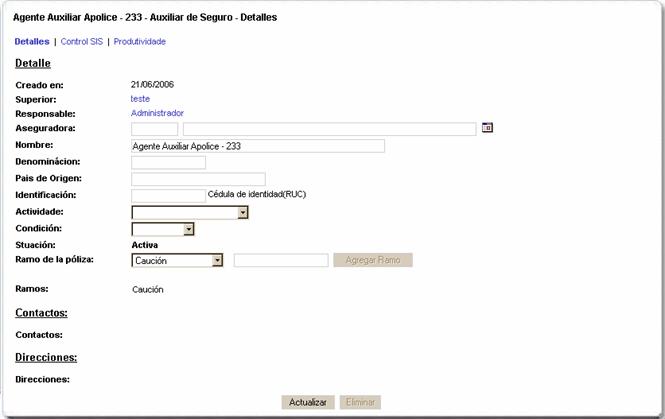 Agente Auxiliar Apolice - 233 - Auxiliar de Seguro - Detalles
Detalles | Control SIS | Produtividade
Detalle
Creado en: 21/06/2006
Superior: teste
Responsable: Administrador
Aseguradora:
Nombre: Agente Auxiliar Apolice - 233
Denominácion:
Pais de Origen:
Identificación: Cédula de identidad(RUC)
Actividade:
Condición:
Situación: Activa
Ramo de la póliza: Caución Agregar Ramo
Ramos: Caución
Contactos:
Contactos:
Direcciones:
Direcciones:
Actualizar Eliminar